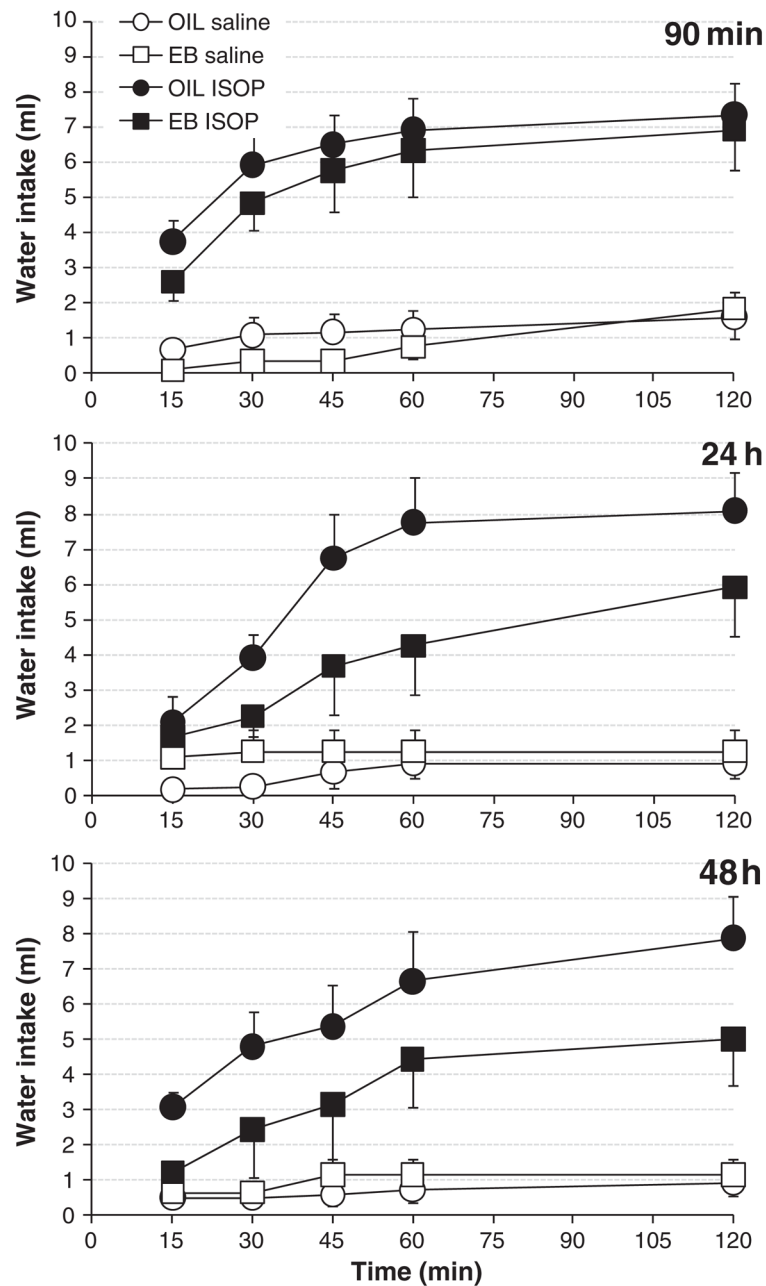 90 min
OIL saline
EB saline
OIL ISOP
EB ISOP
Water intake (ml)
10
9
8
7
6
5
4
3
2
1
0
0 15 30 45 60 75 90 105 120
24 h
Water intake (ml)
10
9
8
7
6
5
4
3
2
1
0
0 15 30 45 60 75 90 105 120
48 h
Water intake (ml)
10
9
8
7
6
5
4
3
2
1
0
0 15 30 45 60 75 90 105 120
Time (min)